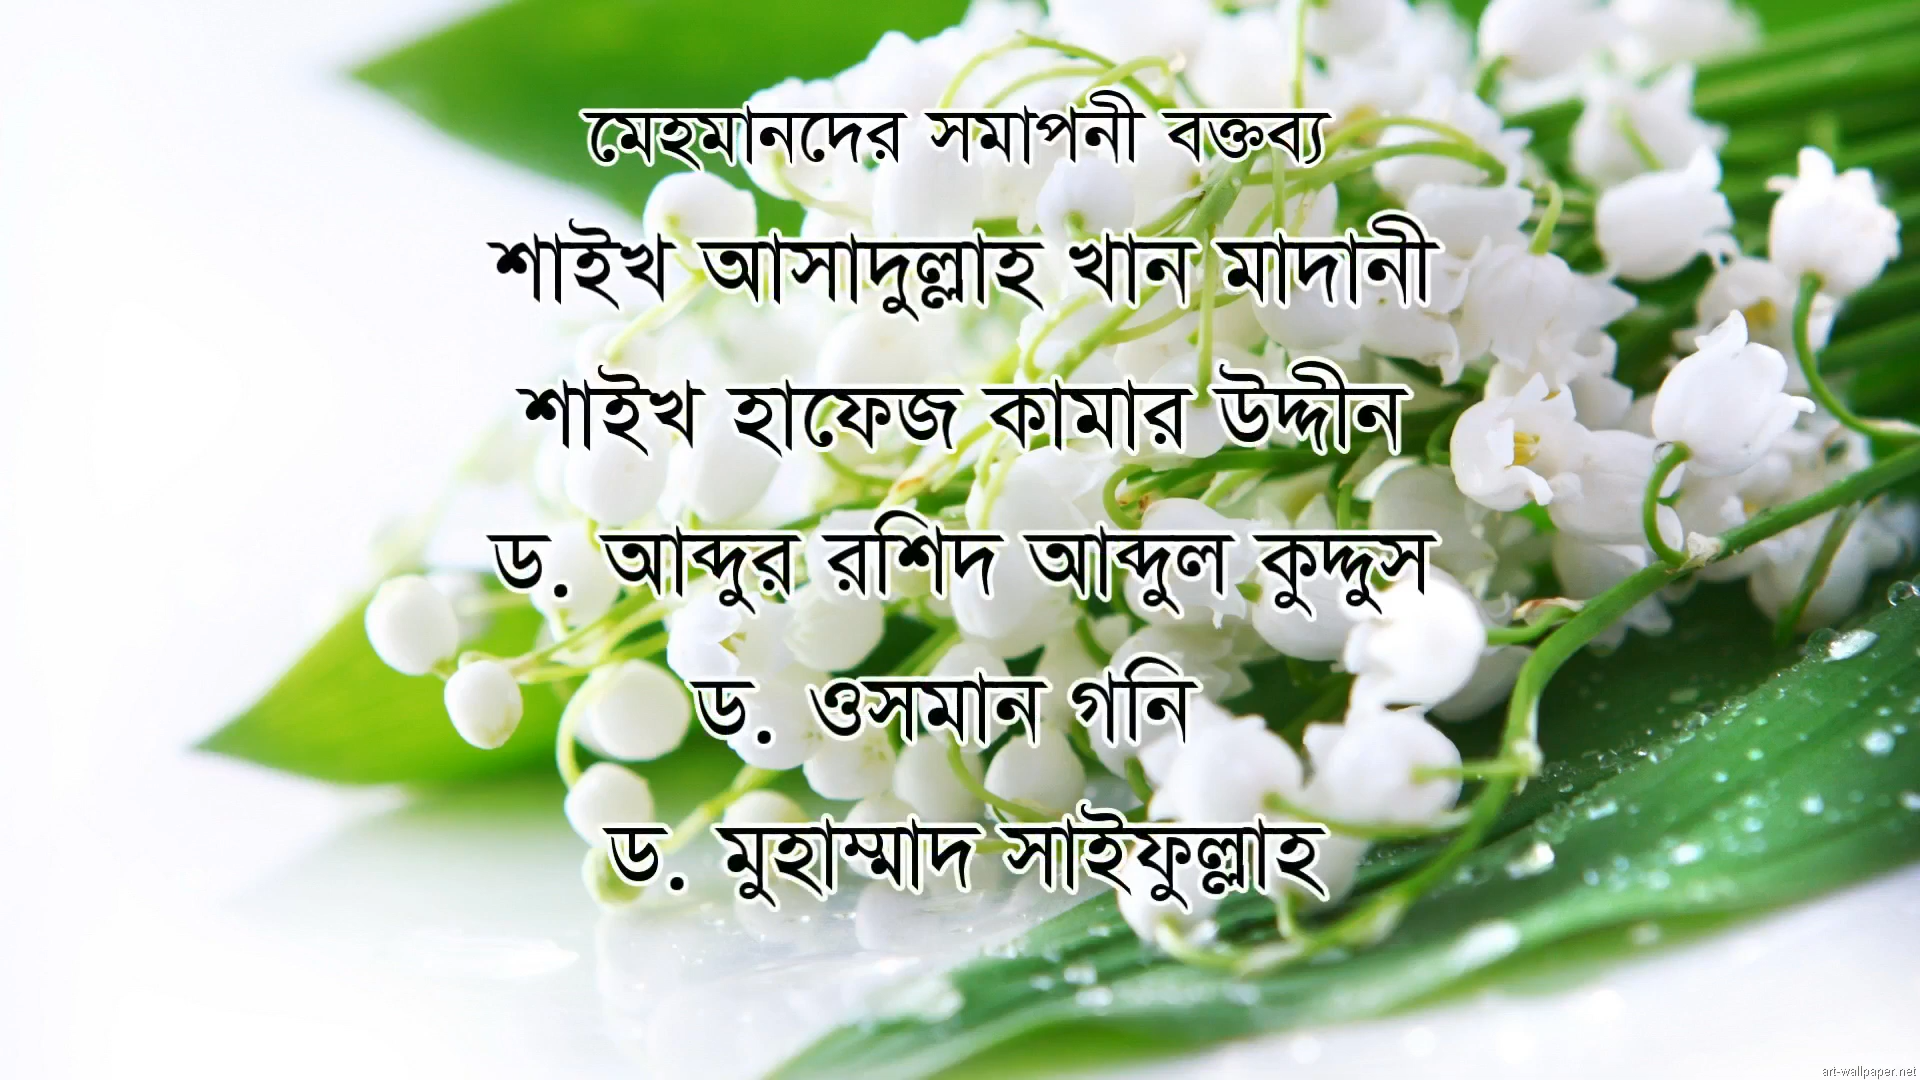 মেহমানদের সমাপনী বক্তব্য
শাইখ আসাদুল্লাহ খান মাদানী
শাইখ হাফেজ কামার উদ্দীন
ড. আব্দুর রশিদ আব্দুল কুদ্দুস
ড. ওসমান গনি
ড. মুহাম্মাদ সাইফুল্লাহ
art-wallpaper.net